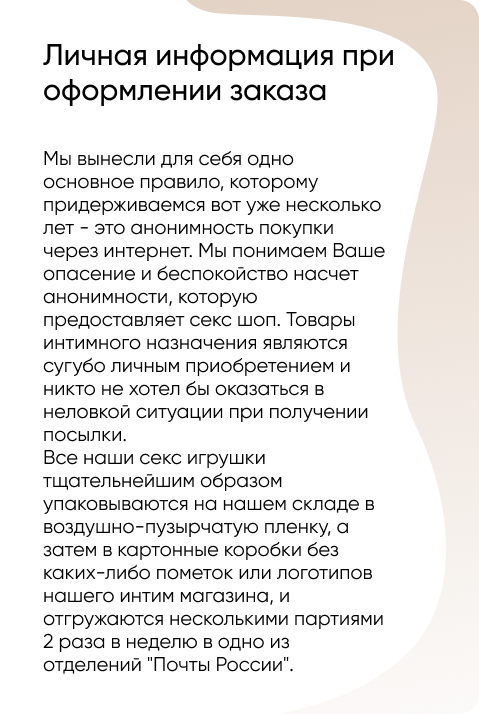 Личная информация при
оформлении заказа
Мы вынесли для себя одно
основное правило, которому
придерживаемся вот уже несколько
лет - это анонимность покупки
через интернет. Мы понимаем Ваше
опасение и беспокойство насчет
анонимности, которую
предоставляет секс шоп. Товары
интимного назначения являются
сугубо личным приобретением и
никто не хотел бы оказаться в
неловкой ситуации при получении
посылки.
Все наши секс игрушки
тщательнейшим образом
упаковываются на нашем складе в
воздушно-пузырчатую пленку, а
затем в картонные коробки без
каких-либо пометок или логотипов
нашего интим магазина, и
отгружаются несколькими партиями
2 раза в неделю в одно из
отделений "Почты России".